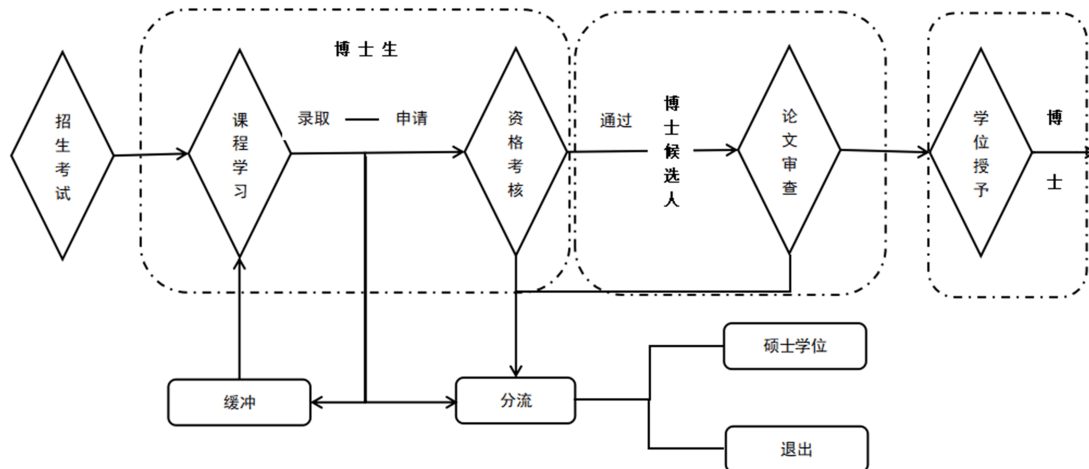 博士生
招生考试
课程学习
录取 — 申请
资格考核
通过
博士候选人
论文审查
学位授予
博士
缓冲
分流
硕士学位
退出